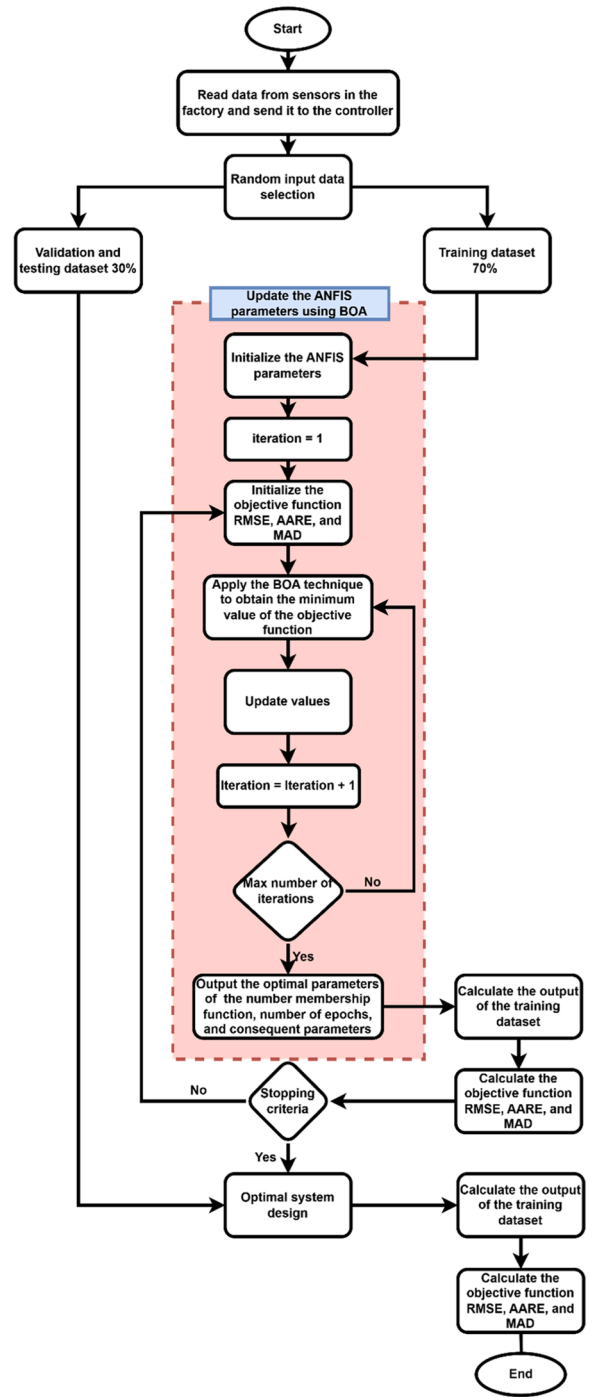 Start
Read data from sensors in the
factory and send it to the controller
Random input data
selection
Validation and
testing dataset 30%
Training dataset
70%
Update the ANFIS
parameters using BOA
Initialize the ANFIS
parameters
iteration = 1
Initialize the
objective function
RMSE, AARE, and
MAD
Apply the BOA technique
to obtain the minimum
value of the objective
function
Update values
Iteration = Iteration + 1
Max number of
iterations
No
Yes
Output the optimal parameters
of the number membership
function, number of epochs,
and consequent parameters
Calculate the output
of the training
dataset
Calculate the
objective function
RMSE, AARE, and
MAD
Stopping
criteria
No
Yes
Optimal system
design
Calculate the output
of the training
dataset
Calculate the
objective function
RMSE, AARE, and
MAD
End